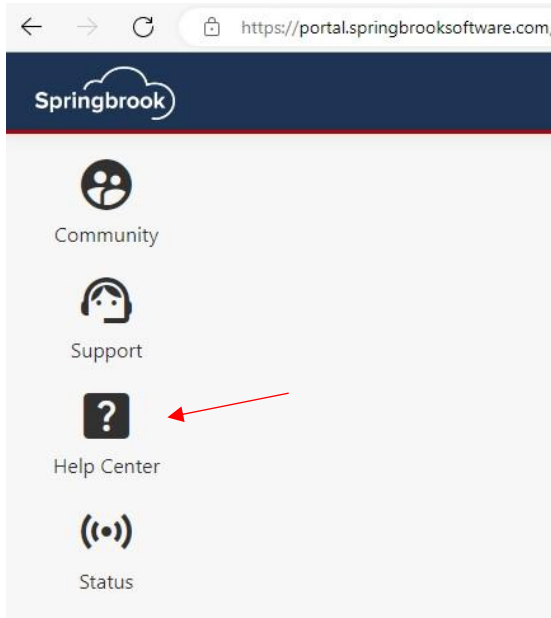 https://portal.springbrooksoftware.com
Springbrook
Community
Support
?
Help Center
Status